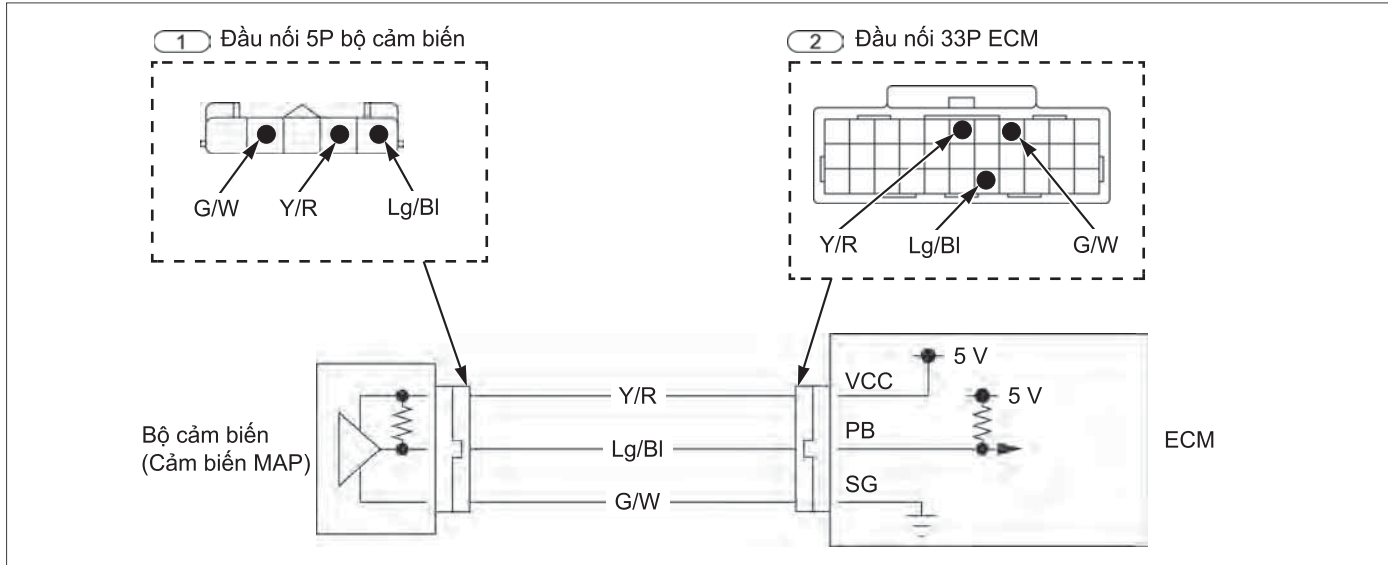 1 Đầu nối 5P bộ cảm biến
2 Đầu nối 33P ECM
G/W Y/R Lg/Bl
Y/R Lg/Bl G/W
5 V
VCC
Y/R
5 V
PB
Bộ cảm biến
(Cảm biến MAP)
Lg/Bl
ECM
SG
G/W